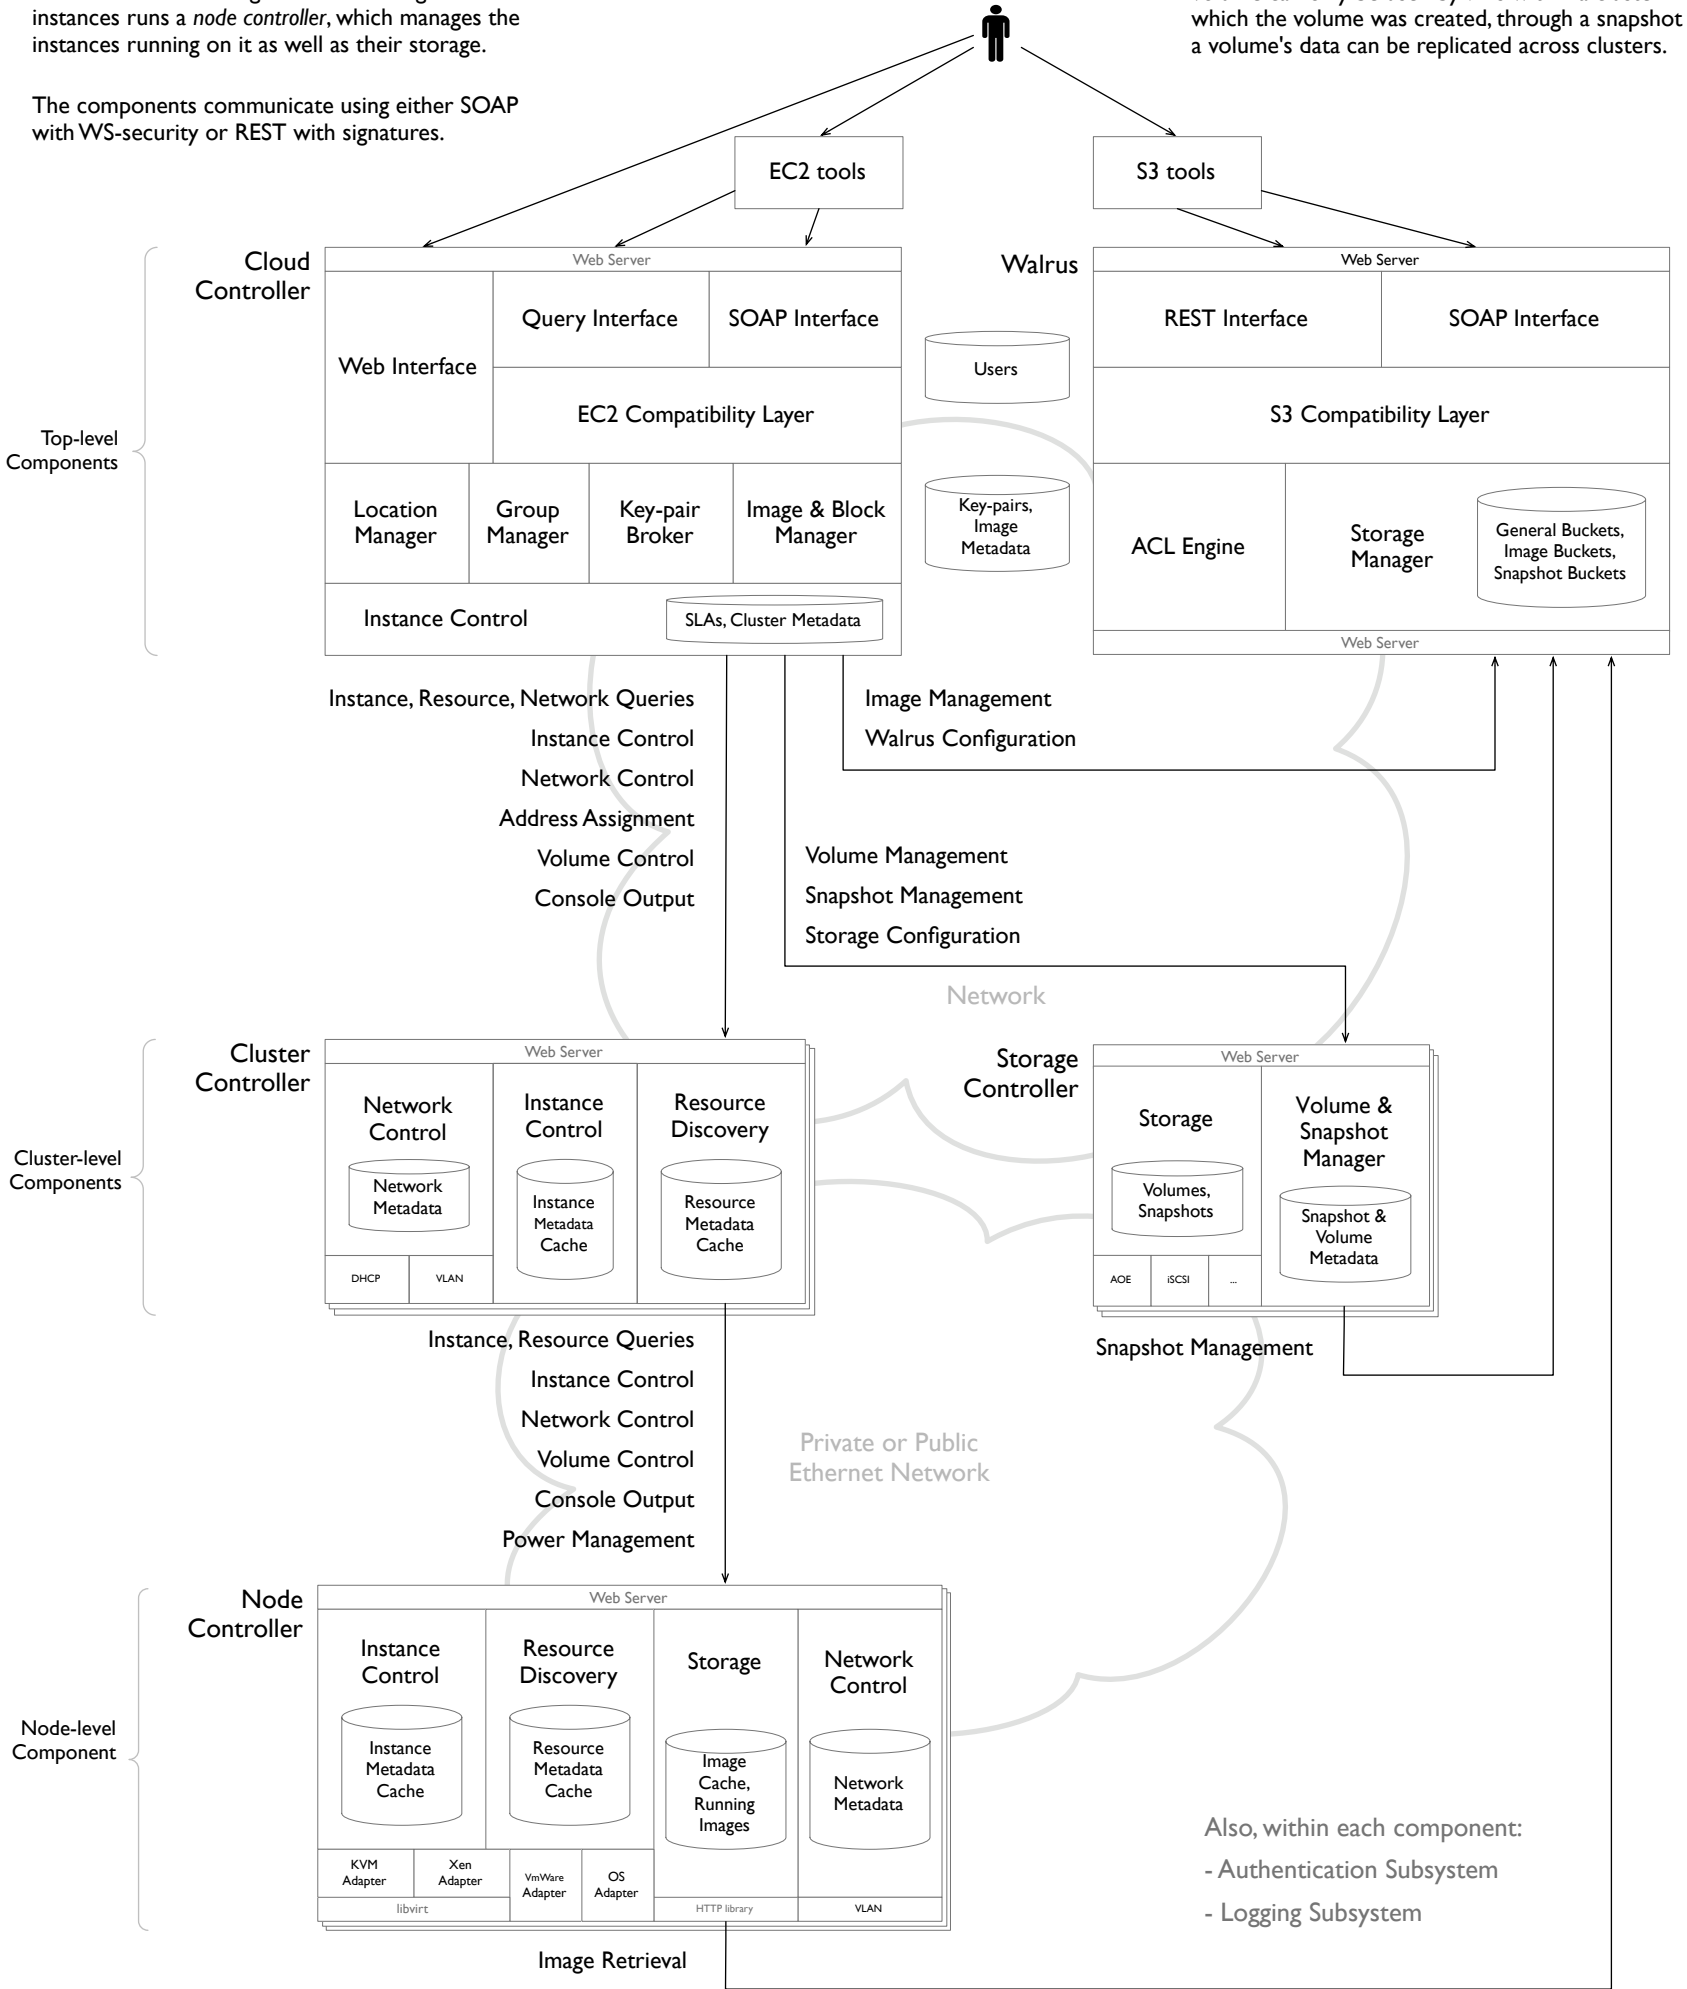 instances runs a node controller, which manages the
instances running on it as well as their storage.
The components communicate using either SOAP
with WS-security or REST with signatures.
which the volume was created, through a snapshot
a volume's data can be replicated across clusters.
EC2 tools
S3 tools
Top-level
Components
Cloud
Controller
Web Server
Web Interface
Query Interface
SOAP Interface
EC2 Compatibility Layer
Location
Manager
Group
Manager
Key-pair
Broker
Image & Block
Manager
Instance Control
SLAs, Cluster Metadata
Users
Key-pairs,
Image
Metadata
Walrus
Web Server
REST Interface
SOAP Interface
S3 Compatibility Layer
ACL Engine
Storage
Manager
General Buckets,
Image Buckets,
Snapshot Buckets
Web Server
Instance, Resource, Network Queries
Instance Control
Network Control
Address Assignment
Volume Control
Console Output
Image Management
Walrus Configuration
Volume Management
Snapshot Management
Storage Configuration
Network
Cluster-level
Components
Cluster
Controller
Web Server
Network
Control
Network
Metadata
DHCP
VLAN
Instance
Control
Instance
Metadata
Cache
Resource
Discovery
Resource
Metadata
Cache
Storage
Controller
Web Server
Storage
Volumes,
Snapshots
AOE
iSCSI
...
Volume &
Snapshot
Manager
Snapshot &
Volume
Metadata
Instance, Resource Queries
Instance Control
Network Control
Volume Control
Console Output
Power Management
Snapshot Management
Private or Public
Ethernet Network
Node-level
Component
Node
Controller
Web Server
Instance
Control
Instance
Metadata
Cache
Resource
Discovery
Resource
Metadata
Cache
Storage
Image
Cache,
Running
Images
Network
Control
Network
Metadata
KVM
Adapter
Xen
Adapter
VmWare
Adapter
OS
Adapter
libvirt
HTTP library
VLAN
Image Retrieval
Also, within each component:
- Authentication Subsystem
- Logging Subsystem